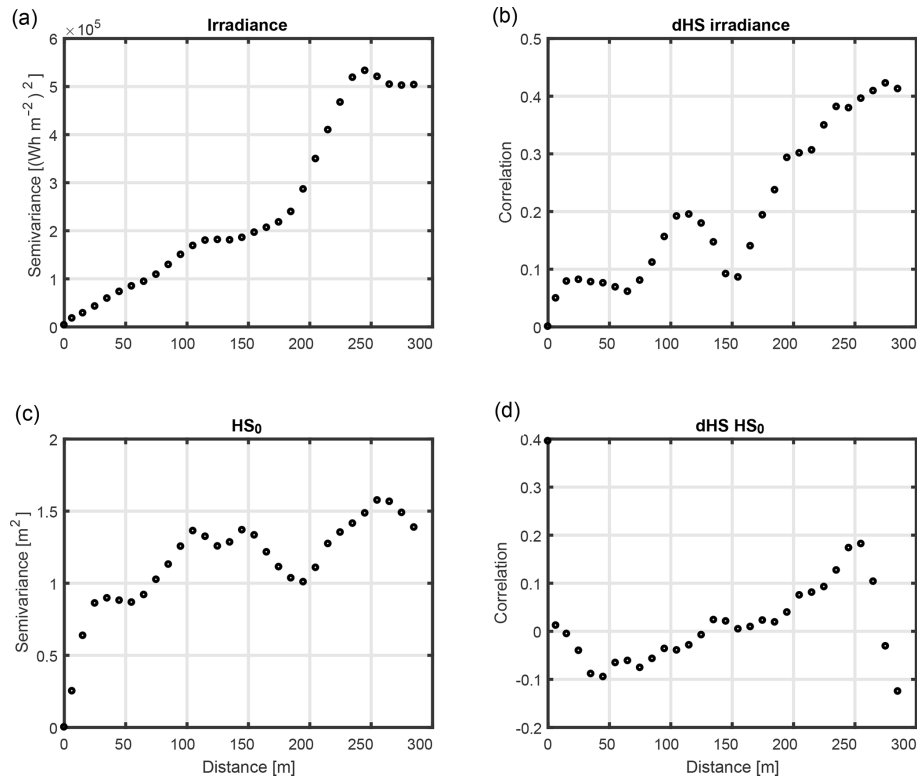 (a)
Irradiance
× 10⁵
Semivariance [(Wh m⁻²)²]
6
5
4
3
2
1
0
0 50 100 150 200 250 300
(b)
dHS irradiance
Correlation
0.5
0.4
0.3
0.2
0.1
0
0 50 100 150 200 250 300
(c)
HS₀
Semivariance [m²]
2
1.5
1
0.5
0
0 50 100 150 200 250 300
Distance [m]
(d)
dHS HS₀
Correlation
0.4
0.3
0.2
0.1
0
-0.1
-0.2
0 50 100 150 200 250 300
Distance [m]